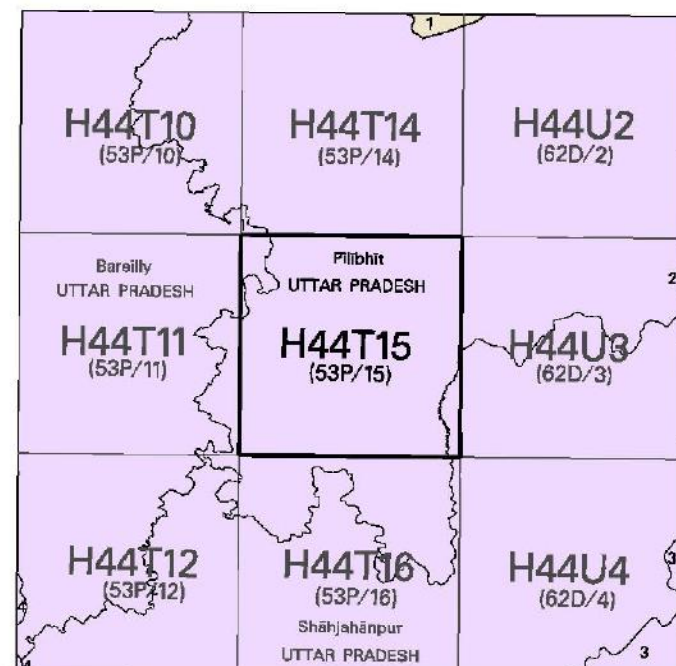 1
H44T10
(53P/10)
H44T14
(53P/14)
H44U2
(62D/2)
Bareilly
UTTAR PRADESH
H44T11
(53P/11)
Pilibhīt
UTTAR PRADESH
H44T15
(53P/15)
2
H44U3
(62D/3)
H44T12
(53P/12)
4
H44T16
(53P/16)
Shāhjahānpur
UTTAR PRADESH
H44U4
(62D/4)
3
3